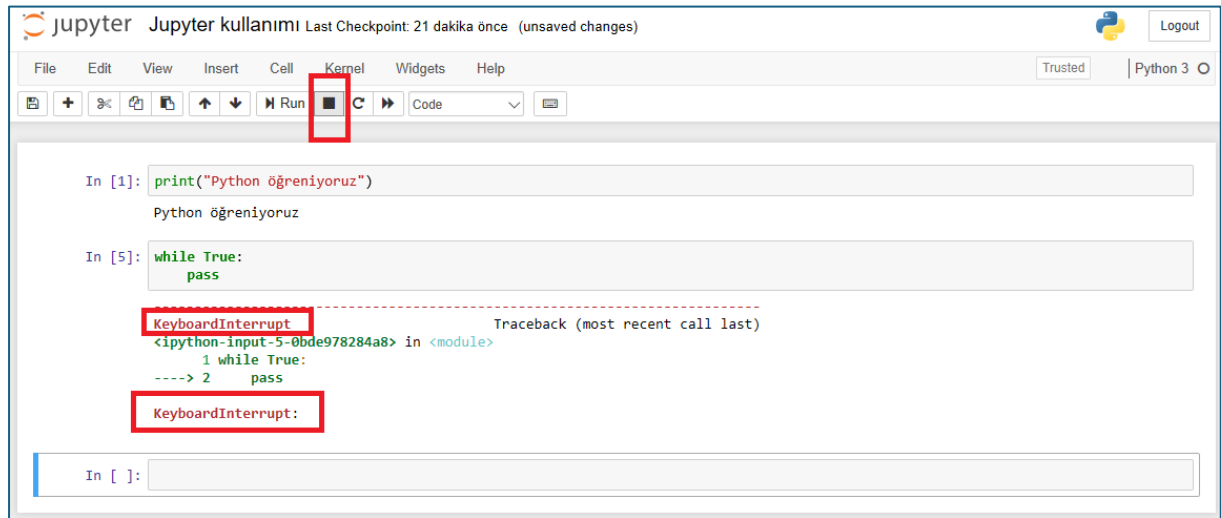 jupyter Jupyter kullanımı Last Checkpoint: 21 dakika önce (unsaved changes) Logout
File Edit View Insert Cell Kernel Widgets Help Trusted Python 3
Run Code
In [1]: print("Python öğreniyoruz")
Python öğreniyoruz
In [5]: while True:
pass
---------------------------------------------------------------------------
KeyboardInterrupt Traceback (most recent call last)
<ipython-input-5-0bde978284a8> in <module>
1 while True:
----> 2 pass
KeyboardInterrupt:
In [ ]: